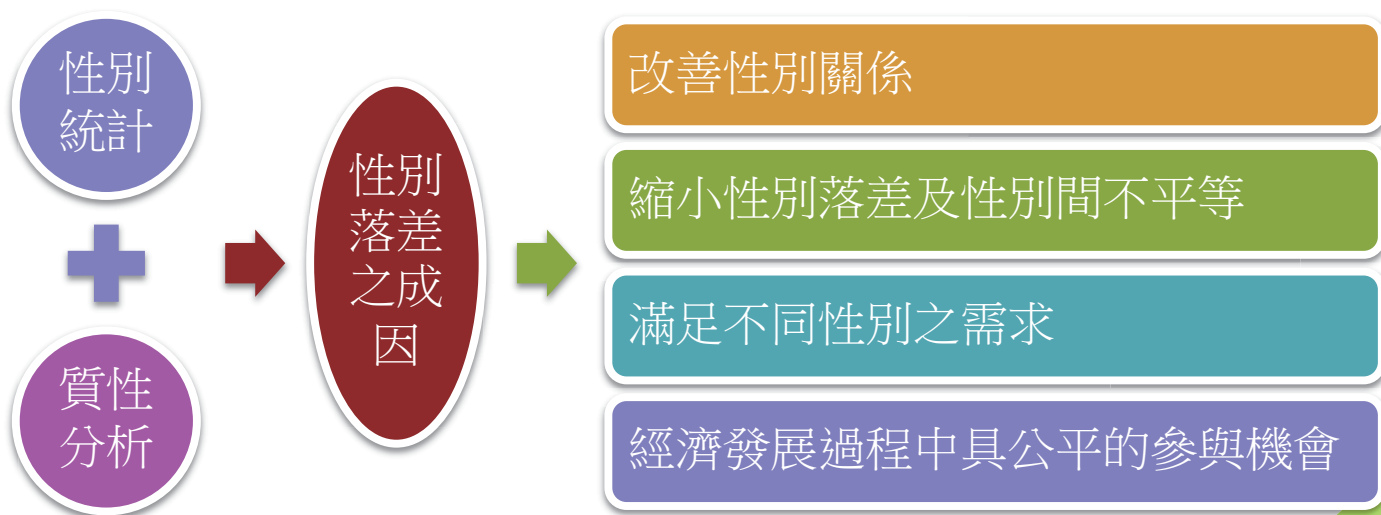 性別
統計
質性
分析
性別
落差
之成
因
改善性別關係
縮小性別落差及性別間不平等
滿足不同性別之需求
經濟發展過程中具公平的參與機會